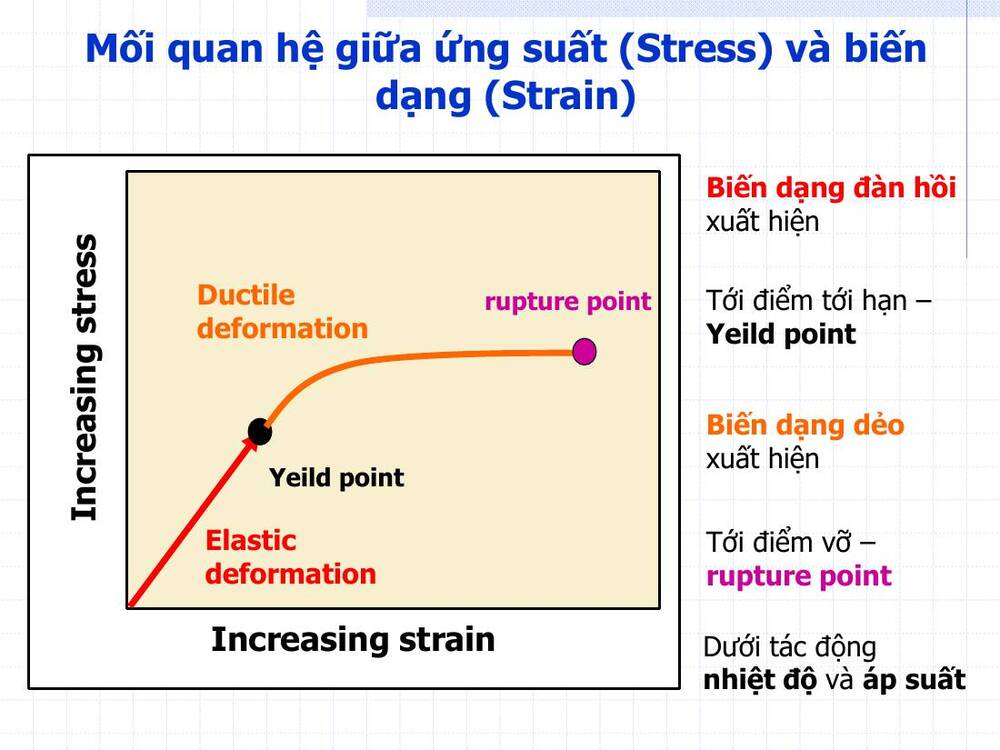 Mối quan hệ giữa ứng suất (Stress) và biến
dạng (Strain)
Increasing stress
Ductile
deformation
rupture point
Yeild point
Elastic
deformation
Increasing strain
Biến dạng đàn hồi
xuất hiện
Tới điểm tới hạn –
Yeild point
Biến dạng dẻo
xuất hiện
Tới điểm vỡ –
rupture point
Dưới tác động
nhiệt độ và áp suất